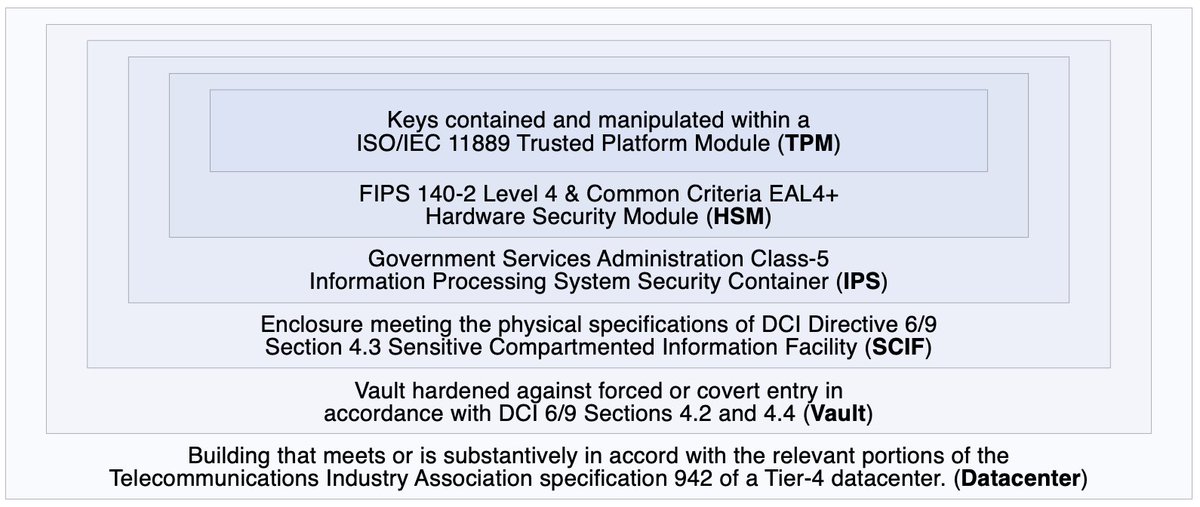 Keys contained and manipulated within a
ISO/IEC 11889 Trusted Platform Module (TPM)
FIPS 140-2 Level 4 & Common Criteria EAL4+
Hardware Security Module (HSM)
Government Services Administration Class-5
Information Processing System Security Container (IPS)
Enclosure meeting the physical specifications of DCI Directive 6/9
Section 4.3 Sensitive Compartmented Information Facility (SCIF)
Vault hardened against forced or covert entry in
accordance with DCI 6/9 Sections 4.2 and 4.4 (Vault)
Building that meets or is substantively in accord with the relevant portions of the
Telecommunications Industry Association specification 942 of a Tier-4 datacenter. (Datacenter)